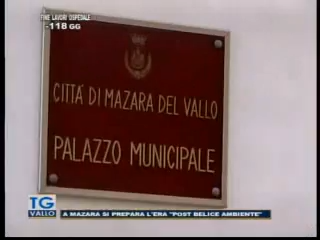 FINE LAVORI OSPEDALE
-118 GG
CITTÀ DI MAZARA DEL VALLO
PALAZZO MUNICIPALE
TG
VALLO
A MAZARA SI PREPARA L'ERA "POST BELICE AMBIENTE"